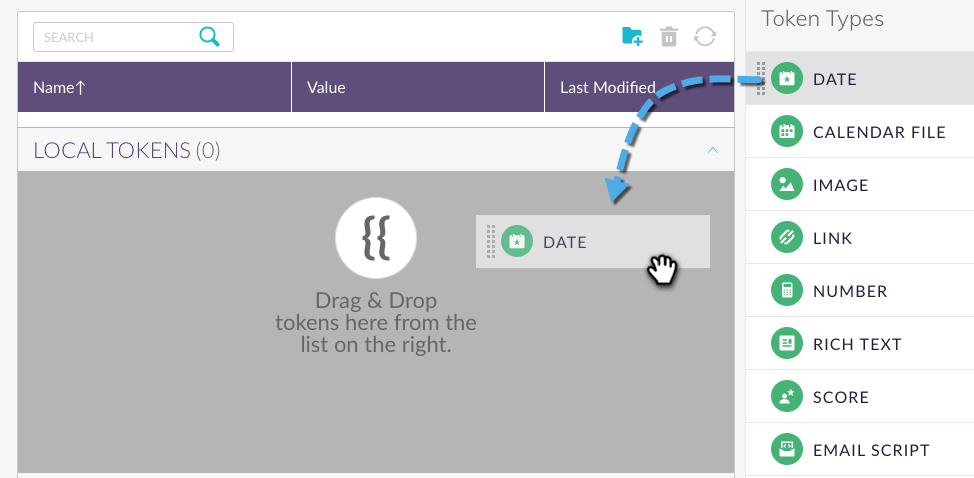 SEARCH
Name↑ Value Last Modified
LOCAL TOKENS (0)
{{
DATE
Drag & Drop
tokens here from the
list on the right.
Token Types
DATE
CALENDAR FILE
IMAGE
LINK
NUMBER
RICH TEXT
SCORE
EMAIL SCRIPT